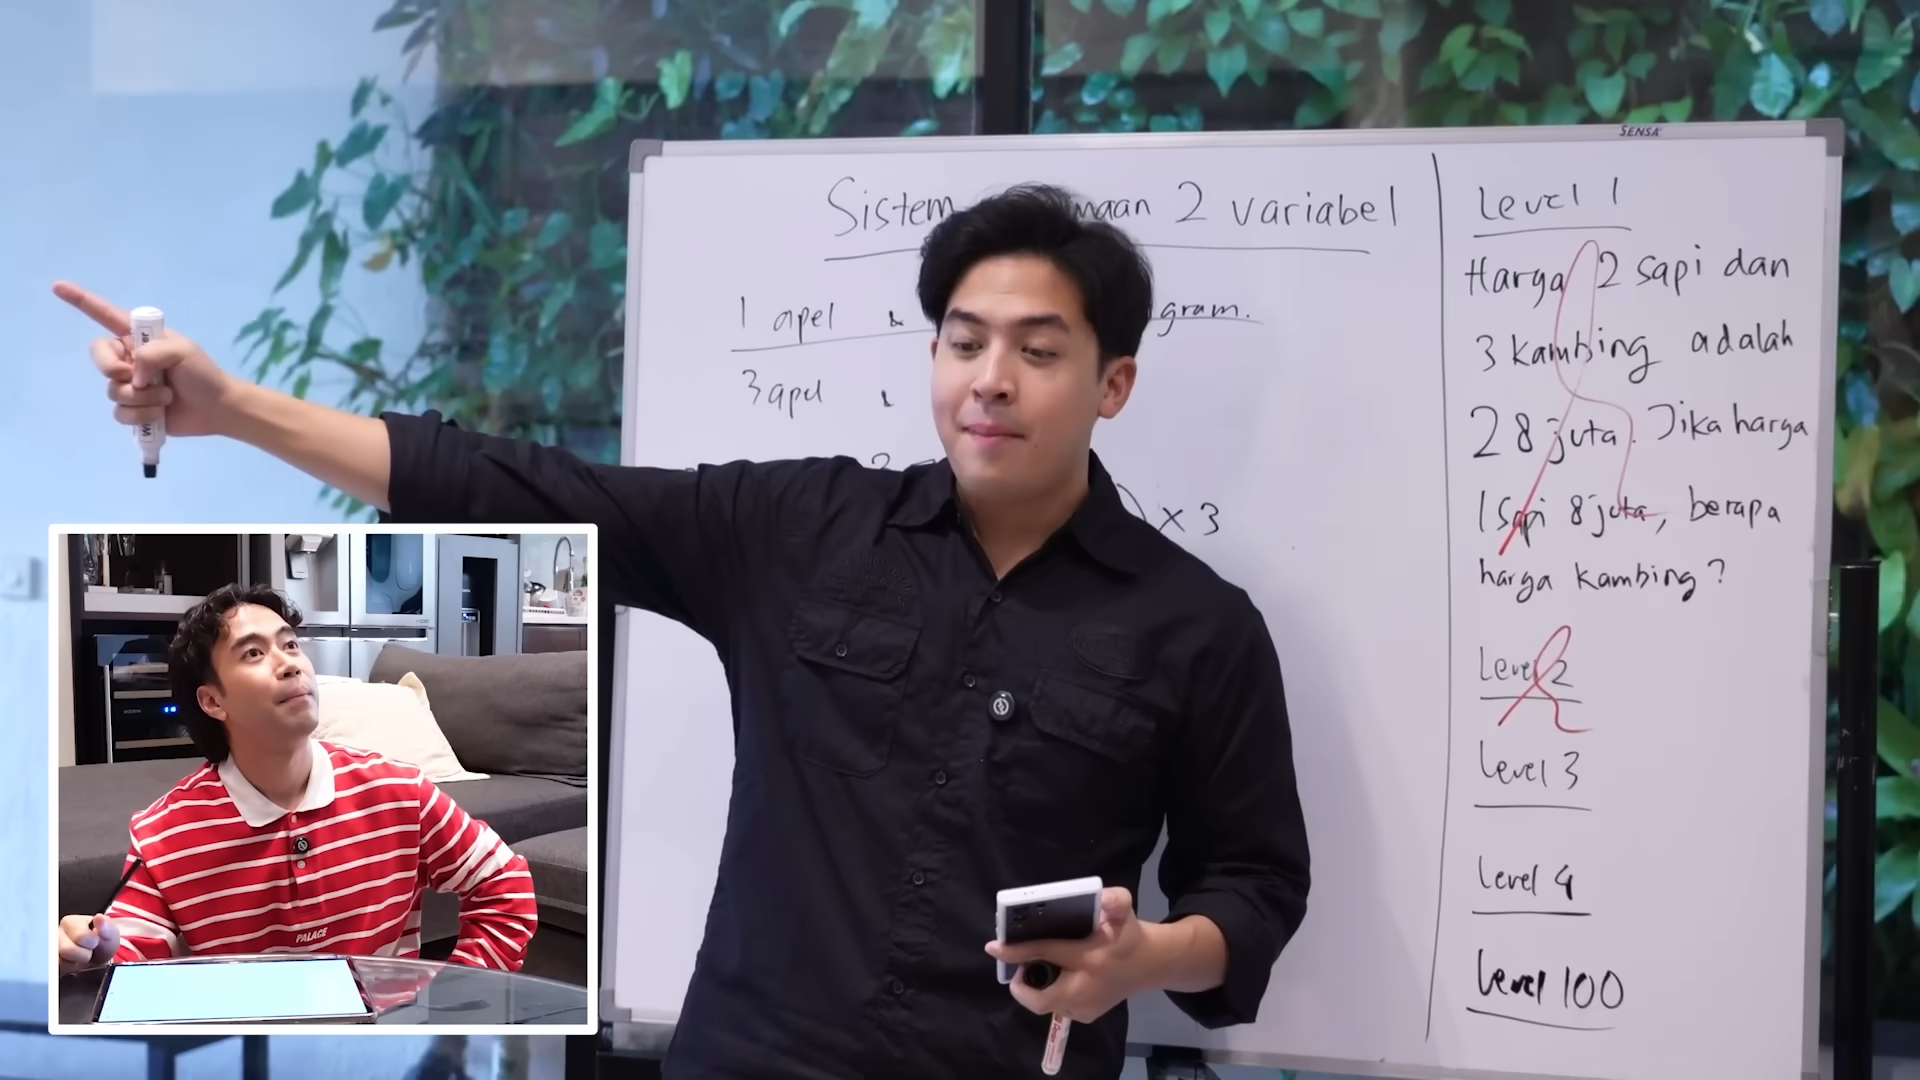 SENSA
Sistem maan 2 variabel
1 apel & gram.
3 apel
x 3
Level 1
Harga 2 sapi dan
3 kambing adalah
28 juta. Jika harga
1 Sapi 8 juta, berapa
harga kambing?
Level 2
Level 3
Level 4
Level 100
PALACE